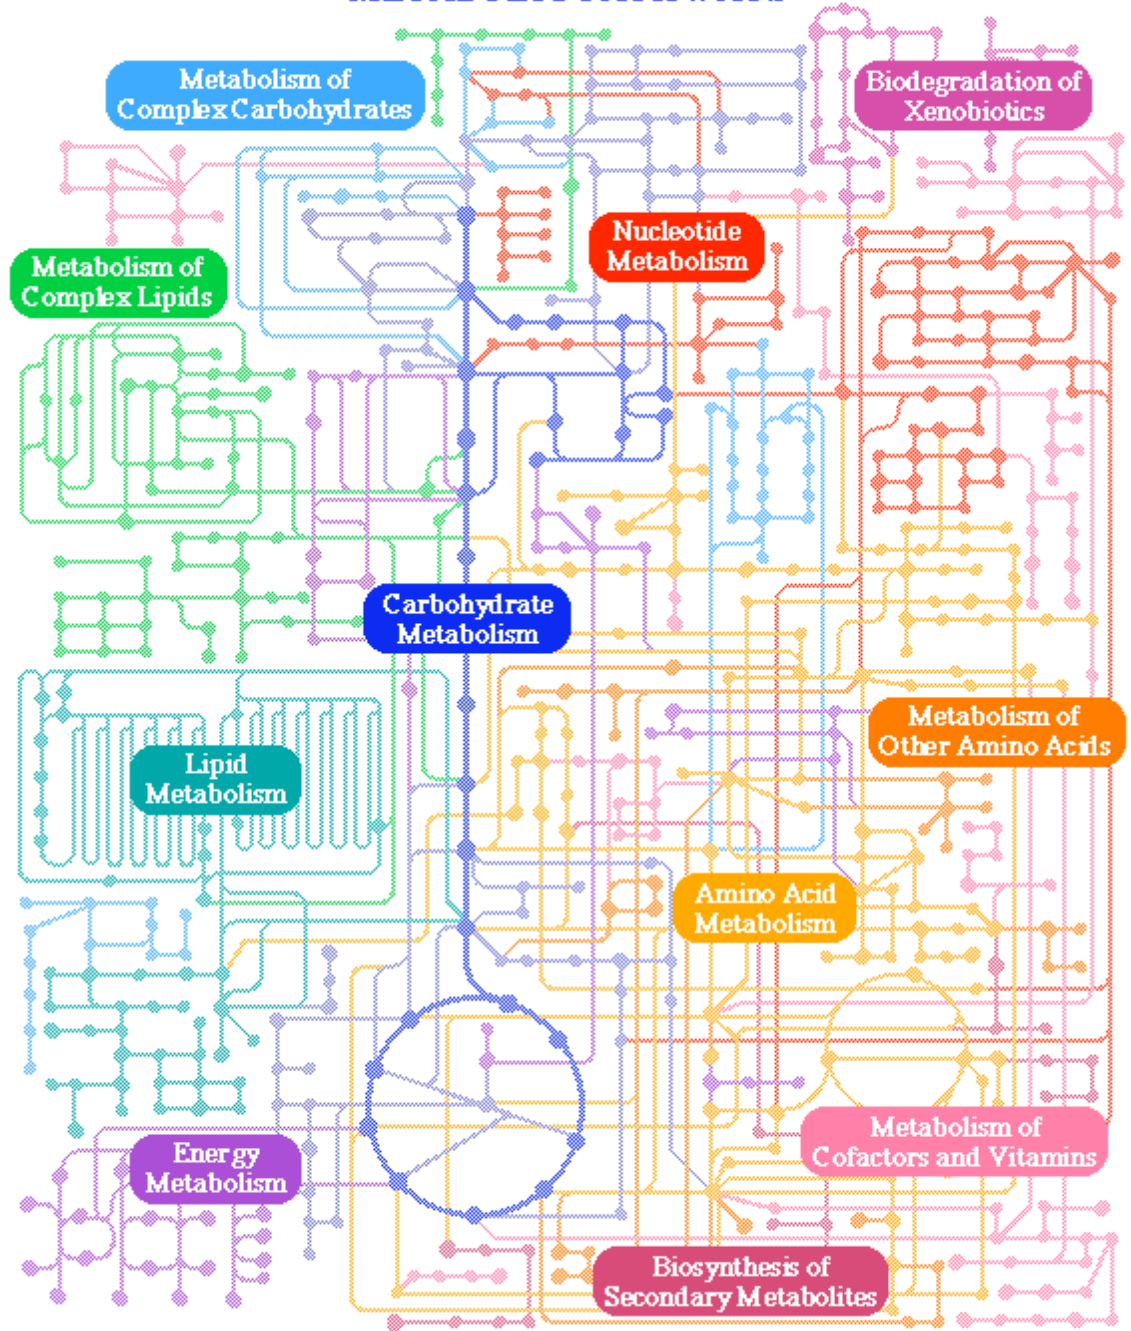 Metabolism of
Complex Carbohydrates
Biodegradation of
Xenobiotics
Nucleotide
Metabolism
Metabolism of
Complex Lipids
Carbohydrate
Metabolism
Metabolism of
Other Amino Acids
Lipid
Metabolism
Amino Acid
Metabolism
Metabolism of
Cofactors and Vitamins
Energy
Metabolism
Biosynthesis of
Secondary Metabolites